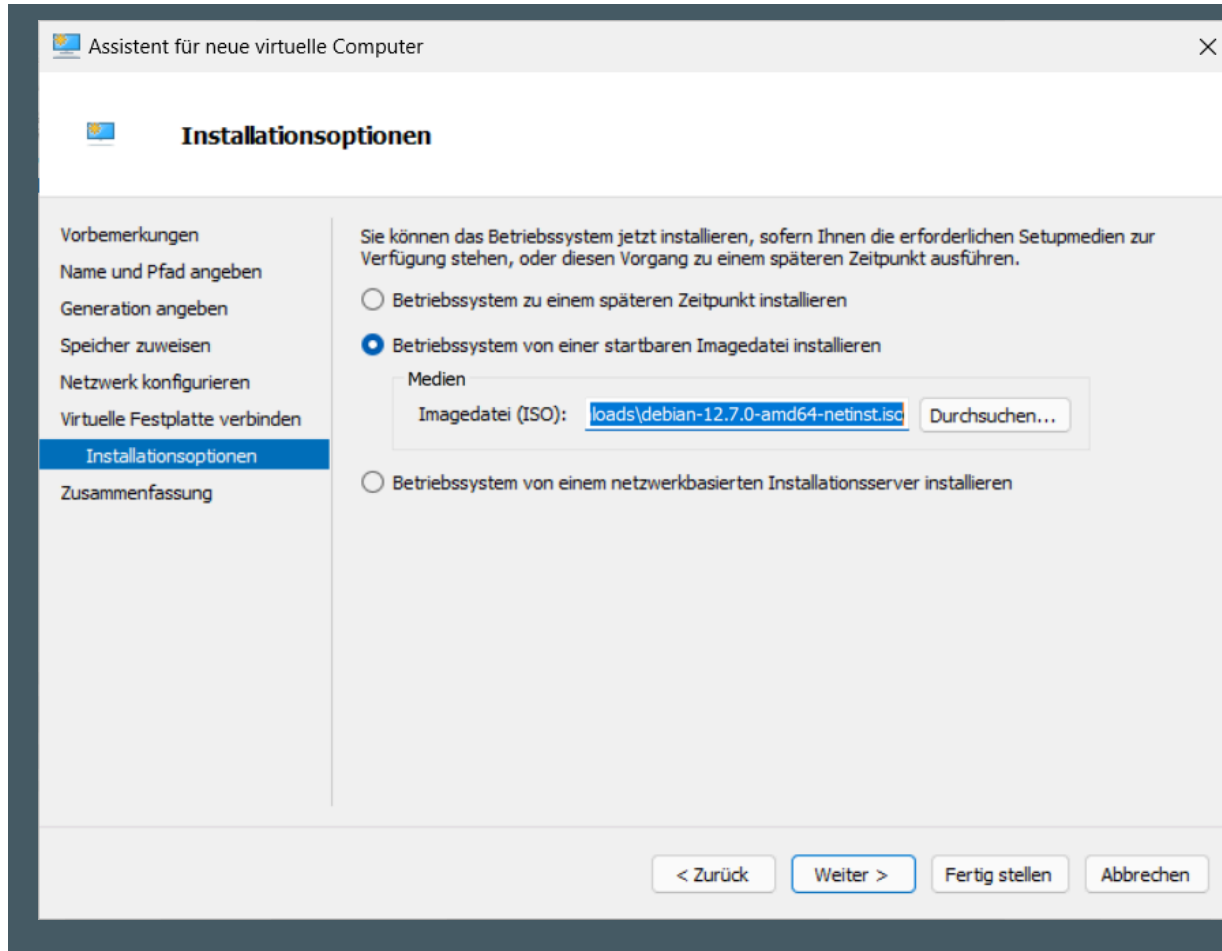 Assistent für neue virtuelle Computer
Installationsoptionen
Vorbemerkungen
Name und Pfad angeben
Generation angeben
Speicher zuweisen
Netzwerk konfigurieren
Virtuelle Festplatte verbinden
Installationsoptionen
Zusammenfassung
Sie können das Betriebssystem jetzt installieren, sofern Ihnen die erforderlichen Setupmedien zur
Verfügung stehen, oder diesen Vorgang zu einem späteren Zeitpunkt ausführen.
Betriebssystem zu einem späteren Zeitpunkt installieren
Betriebssystem von einer startbaren Imagedatei installieren
Medien
Imagedatei (ISO): loads\debian-12.7.0-amd64-netinst.iso Durchsuchen...
Betriebssystem von einem netzwerkbasierten Installationsserver installieren
< Zurück Weiter > Fertig stellen Abbrechen